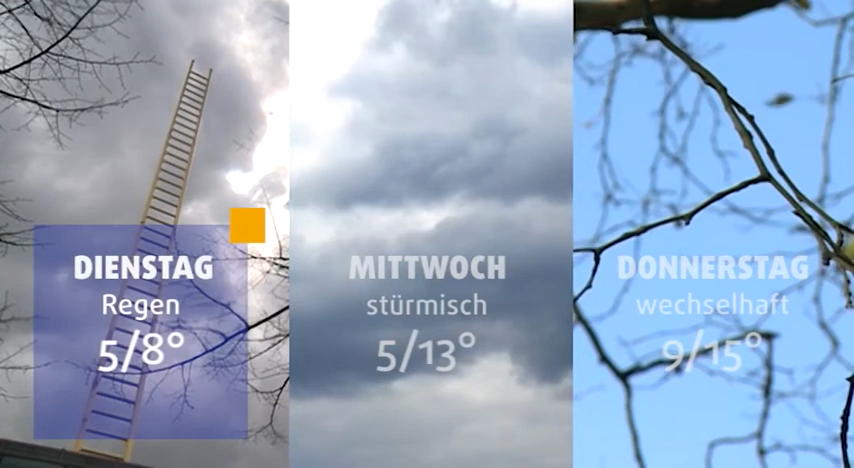 DIENSTAG
Regen
5/8°
MITTWOCH
stürmisch
5/13°
DONNERSTAG
wechselhaft
9/15°